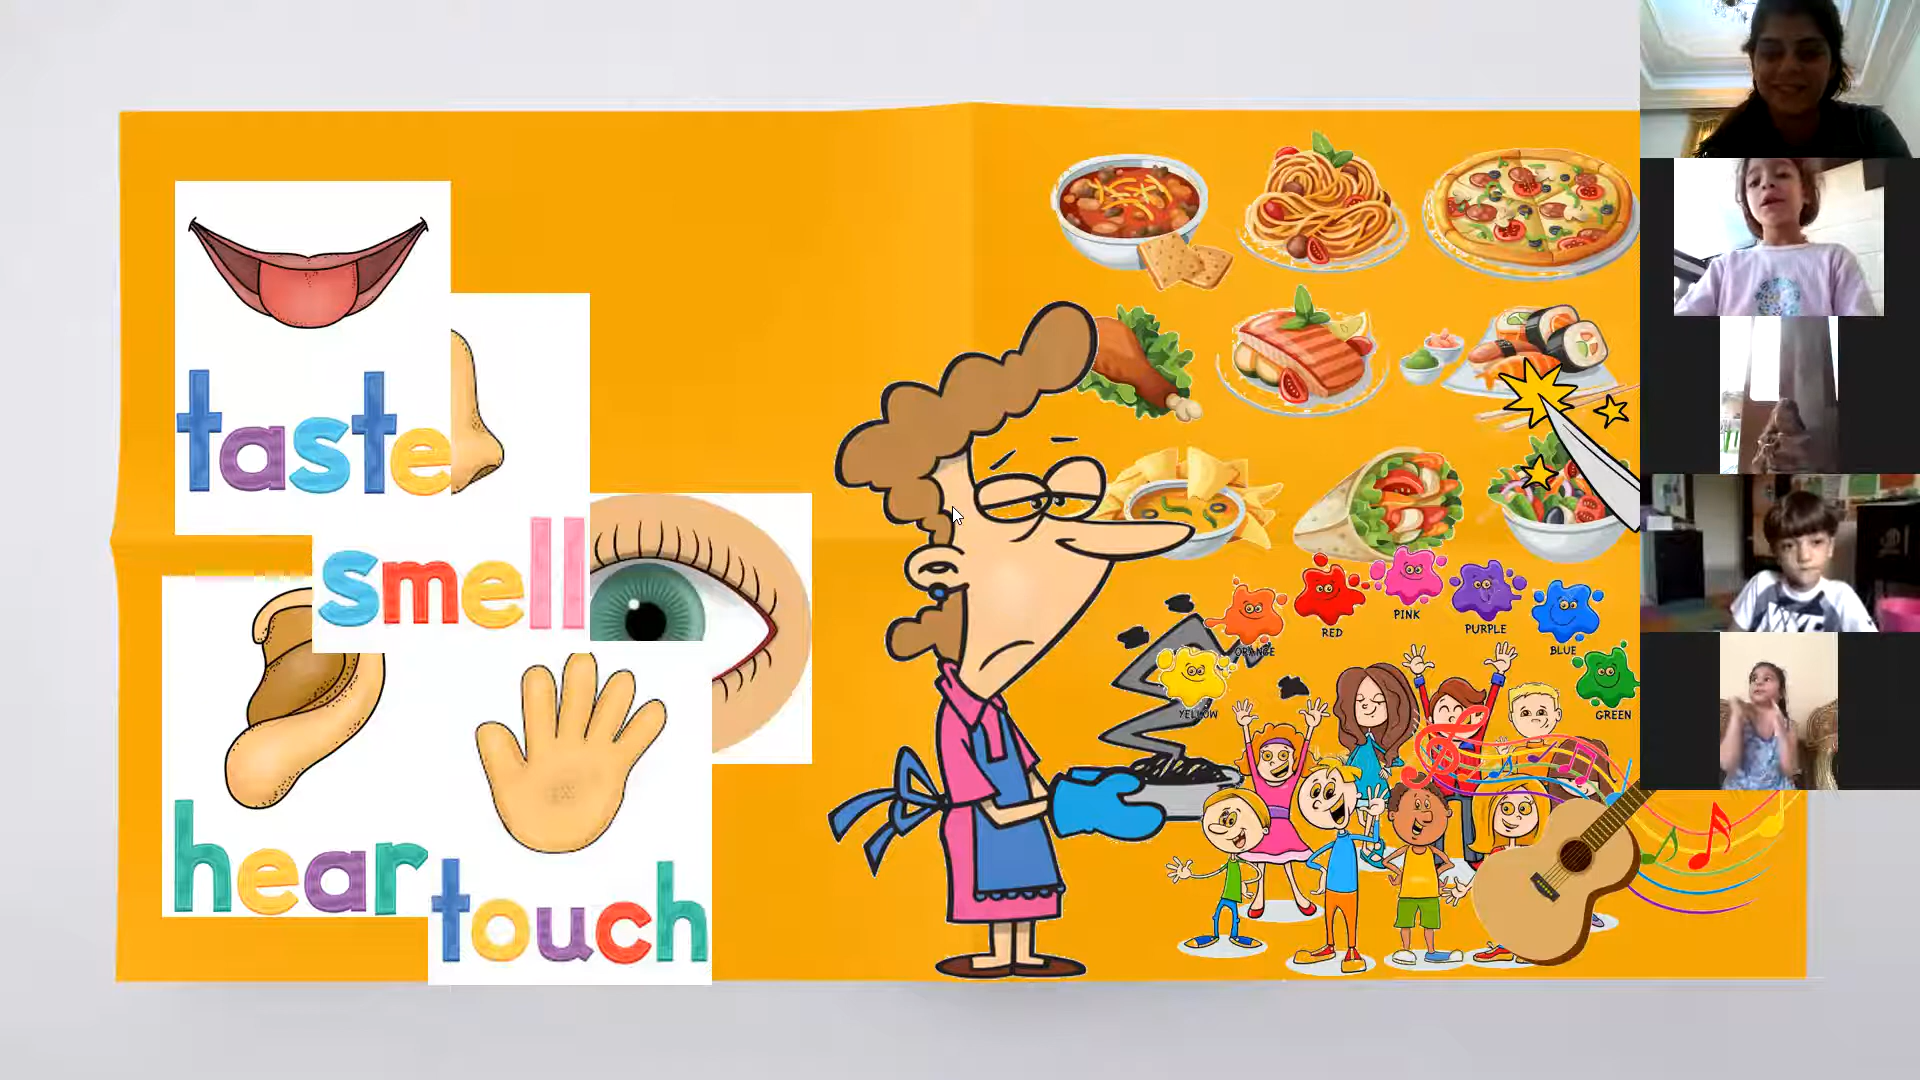 taste
smell
hear
touch
ORANGE
RED
PINK
PURPLE
BLUE
YELLOW
GREEN